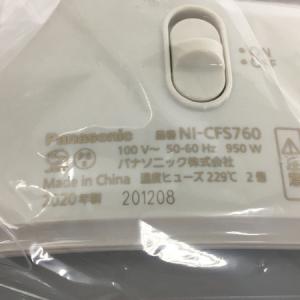 ON
OFF
Panasonic 品番 NI-CFS760
100 V~ 50-60 Hz 950 W
パナソニック株式会社
Made in China 温度ヒューズ 229℃ 2個
2020年製 201208